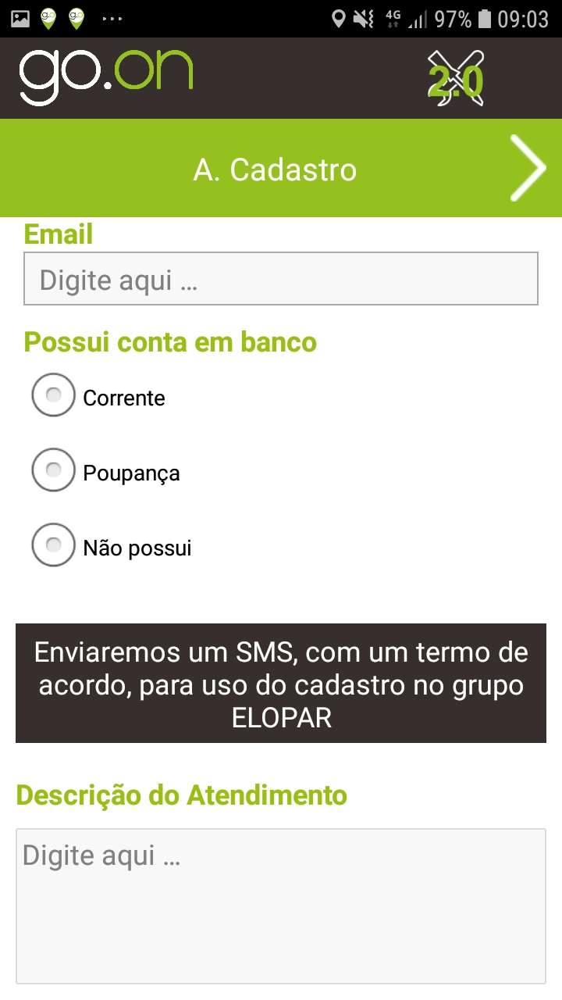 4G 97% 09:03
go.on 2.0
A. Cadastro
Email
Digite aqui ...
Possui conta em banco
Corrente
Poupança
Não possui
Enviaremos um SMS, com um termo de
acordo, para uso do cadastro no grupo
ELOPAR
Descrição do Atendimento
Digite aqui ...